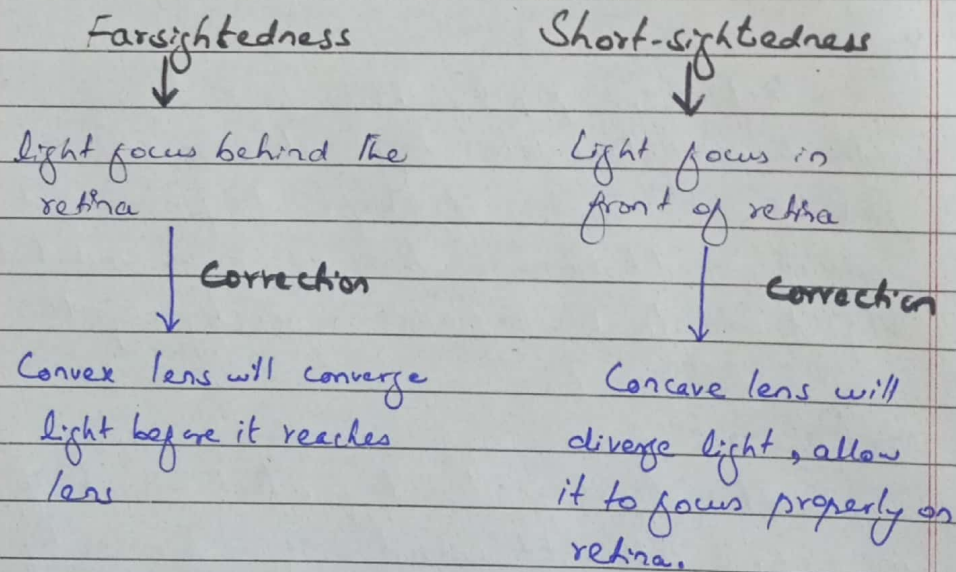 Farsightedness
light focus behind the
retina
Correction
Convex lens will converge
light before it reaches
lens
Short-sightedness
Light focus in
front of retina
Correction
Concave lens will
diverge light, allow
it to focus properly on
retina.